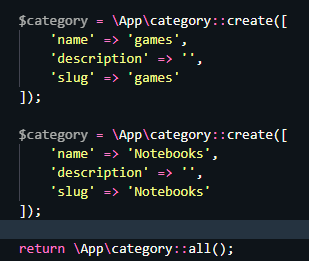 $category = \App\category::create([
'name' => 'games',
'description' => '',
'slug' => 'games'
]);
$category = \App\category::create([
'name' => 'Notebooks',
'description' => '',
'slug' => 'Notebooks'
]);
return \App\category::all();